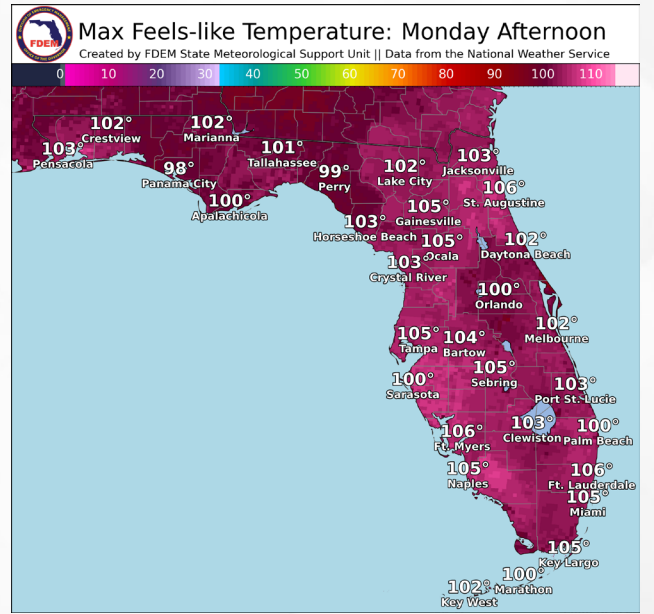 Max Feels-like Temperature: Monday Afternoon
Created by FDEM State Meteorological Support Unit || Data from the National Weather Service
FDEM
0 10 20 30 40 50 60 70 80 90 100 110
102°
Crestview
102°
Marianna
103°
Pensacola
101°
Tallahassee
98°
Panama City
99°
Perry
102°
Lake City
103°
Jacksonville
100°
Apalachicola
106°
St. Augustine
105°
Gainesville
103°
Horseshoe Beach
105°
Ocala
102°
Daytona Beach
103°
Crystal River
100°
Orlando
102°
Melbourne
105°
Tampa
104°
Bartow
105°
Sebring
100°
Sarasota
103°
Port St. Lucie
103°
Clewiston
100°
Palm Beach
106°
Ft. Myers
105°
Naples
106°
Ft. Lauderdale
105°
Miami
105°
Key Largo
100°
Marathon
102°
Key West